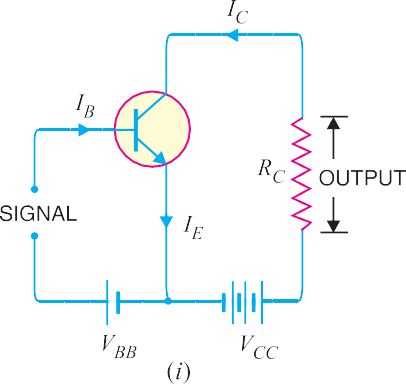 I_C
I_B
R_C
OUTPUT
SIGNAL
I_E
V_BB
V_CC
(i)